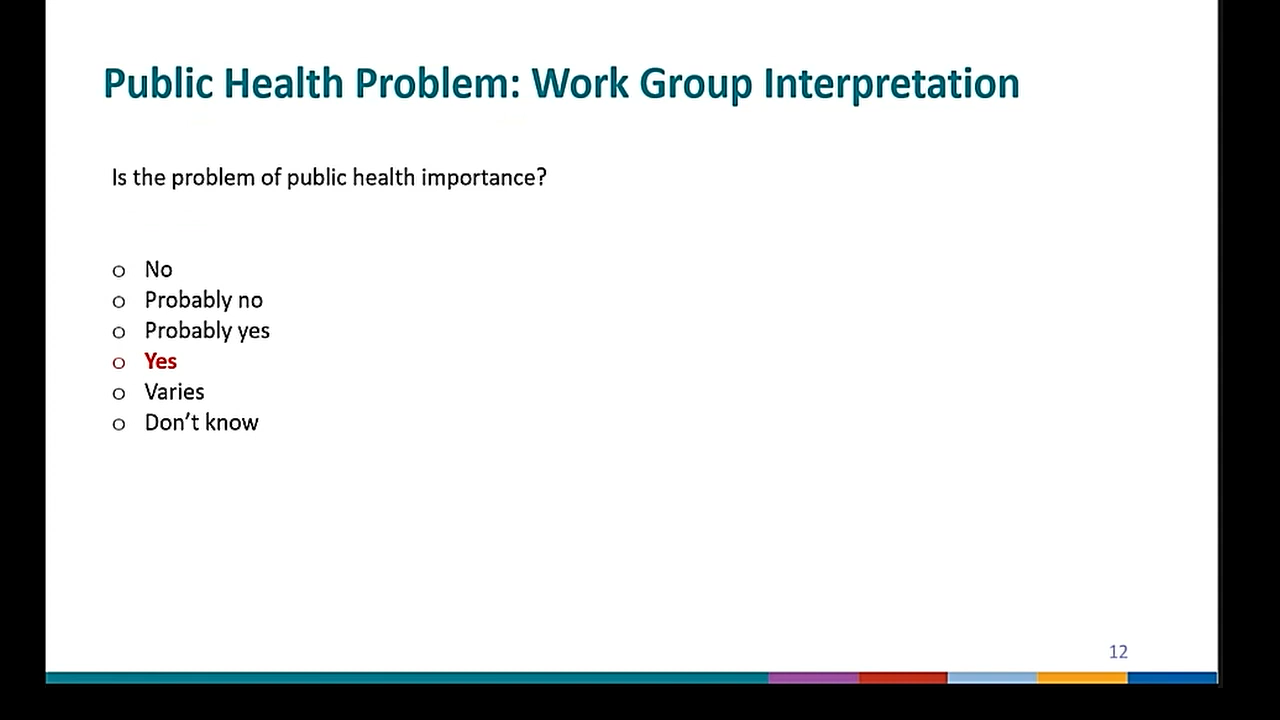 Public Health Problem: Work Group Interpretation
Is the problem of public health importance?
o No
o Probably no
o Probably yes
o Yes
o Varies
o Don’t know
12